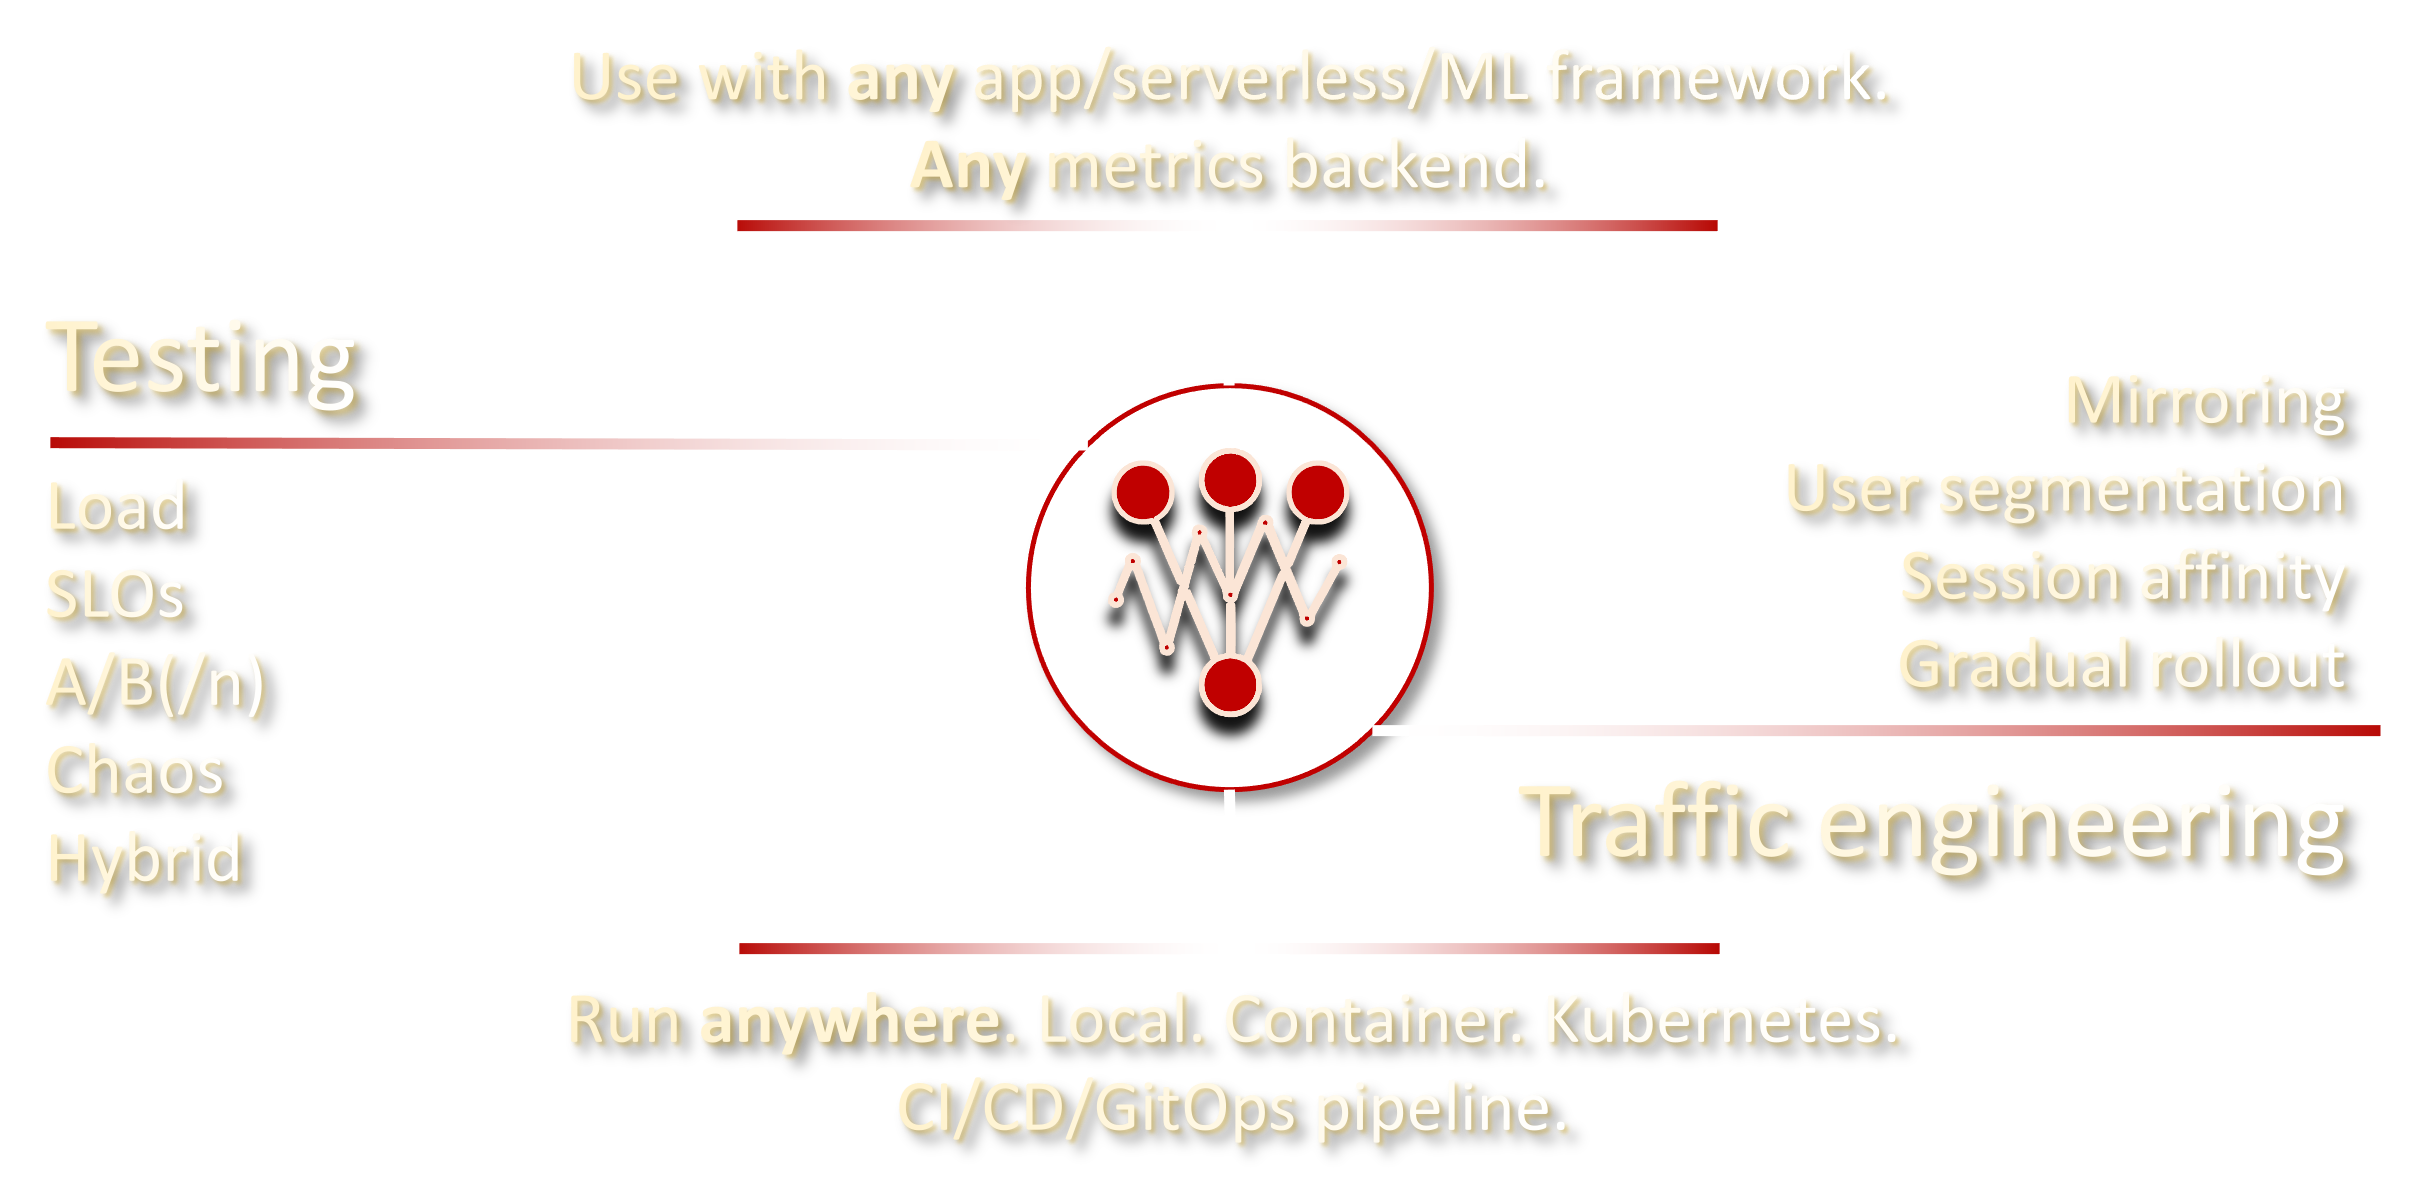 Use with any app/serverless/ML framework.
Any metrics backend.
Testing
Load
SLOs
A/B(/n)
Chaos
Hybrid
Mirroring
User segmentation
Session affinity
Gradual rollout
Traffic engineering
Run anywhere. Local. Container. Kubernetes.
CI/CD/GitOps pipeline.